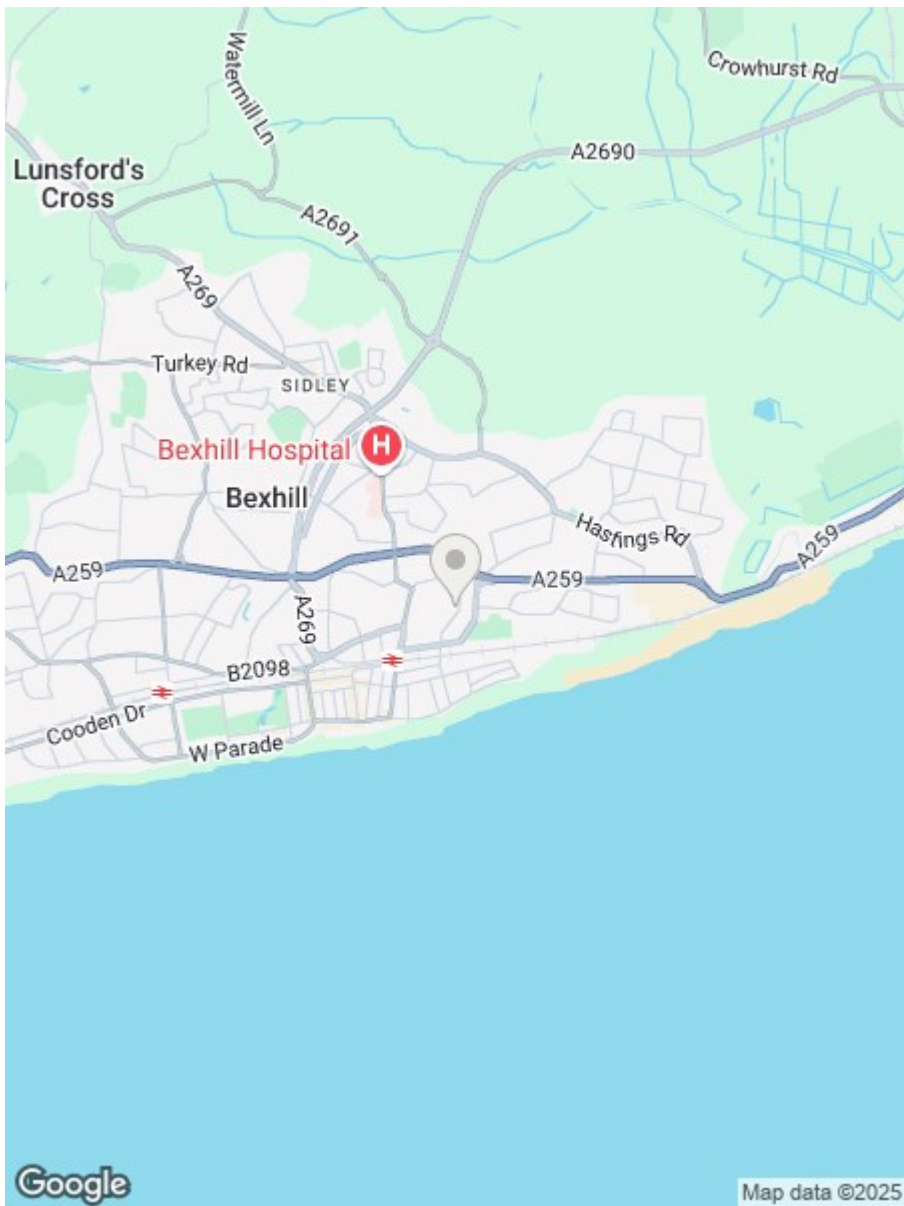 Crowhurst Rd
Watermill Ln
A2690
Lunsford's
Cross
A2691
A269
Turkey Rd
SIDLEY
Bexhill Hospital
H
Bexhill
Hastings Rd
A259
A259
A259
A269
B2098
Cooden Dr
W Parade
Google
Map data ©2025